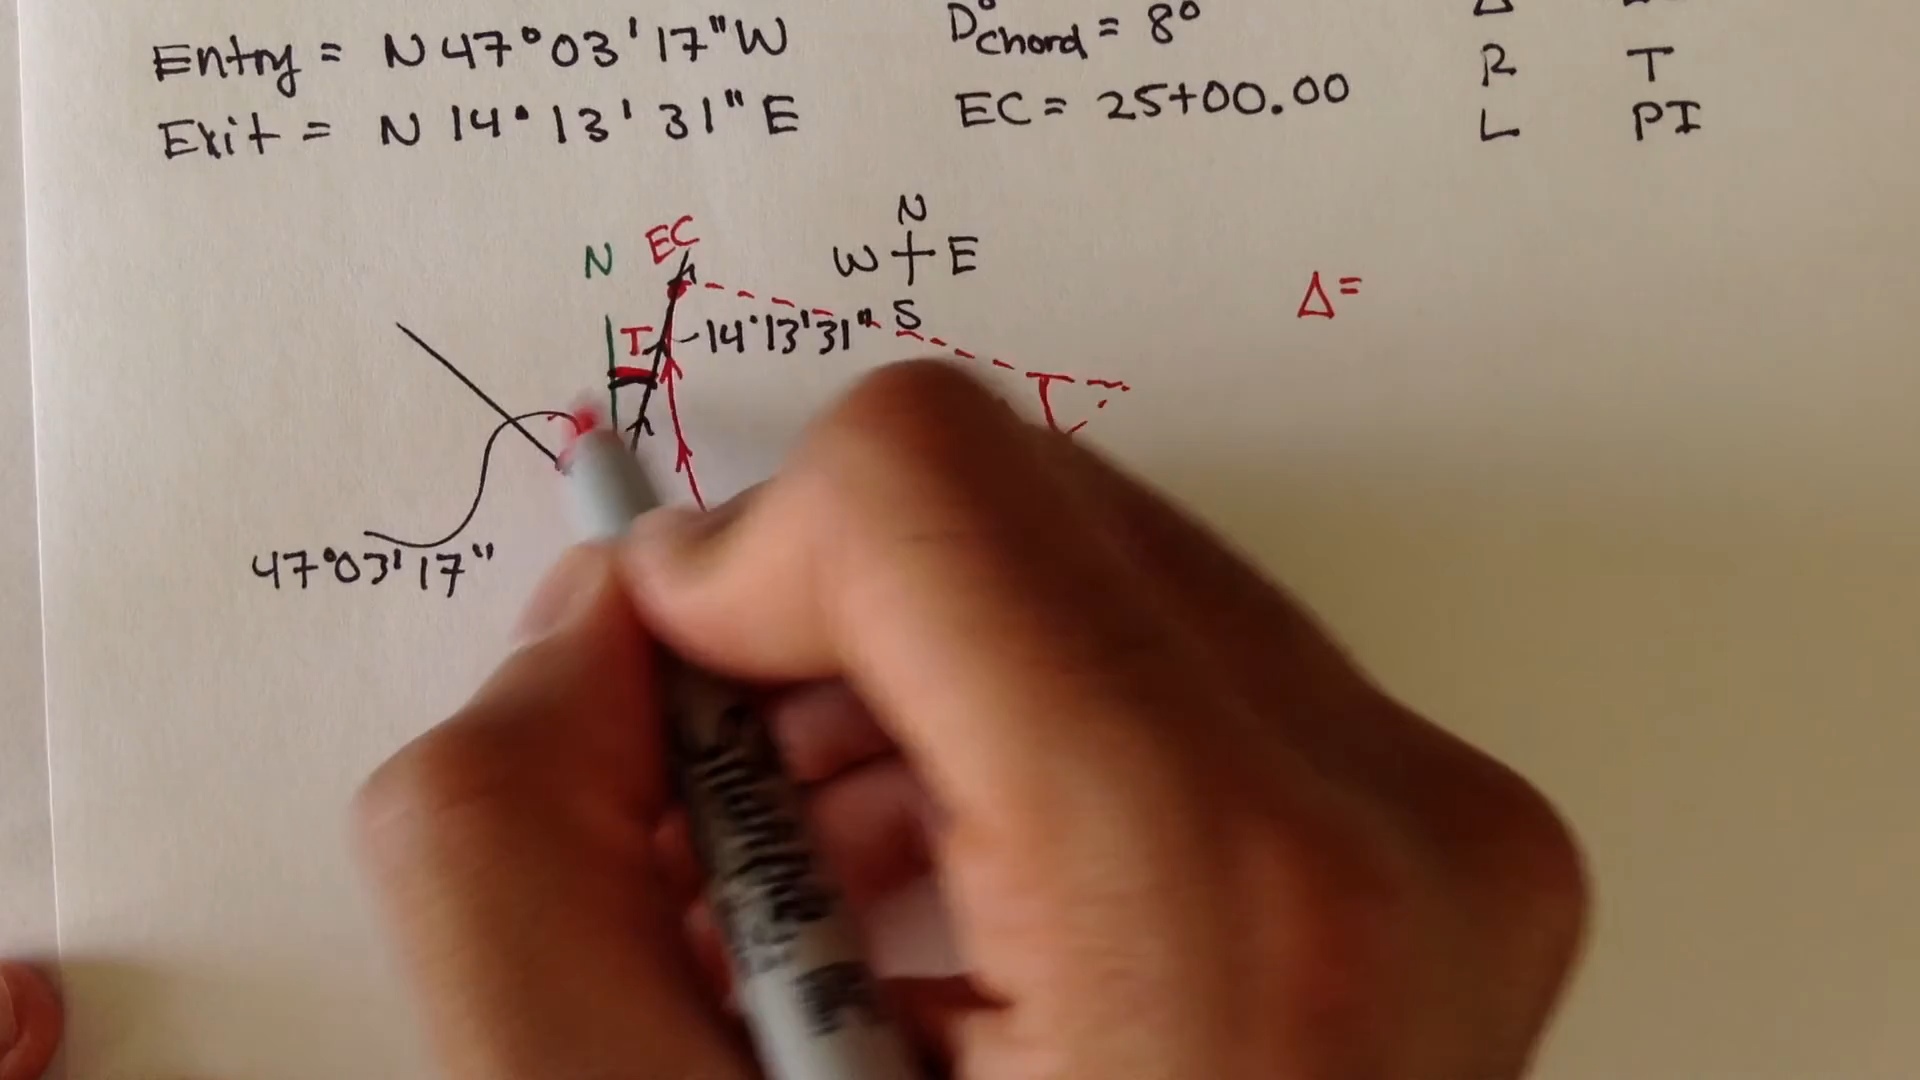 Entry = N 47° 03' 17" W
Exit = N 14° 13' 31" E
D°chord = 8°
EC = 25+00.00
Δ
R
L
T
PI
N
EC
N
W E
S
T
14°13'31"
Δ=
47°03'17"
Sharpie